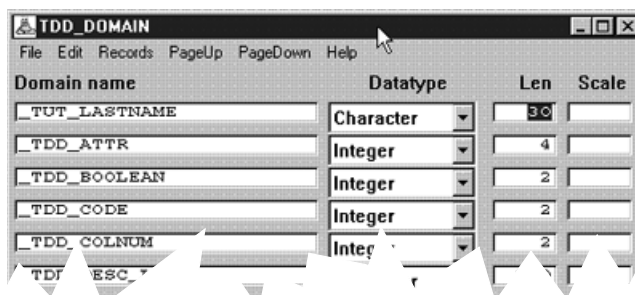 TDD_DOMAIN
File Edit Records PageUp PageDown Help
Domain name Datatype Len Scale
_TUT_LASTNAME Character 30
_TDD_ATTR Integer 4
_TDD_BOOLEAN Integer 2
_TDD_CODE Integer 2
_TDD_COLNUM Integer 2